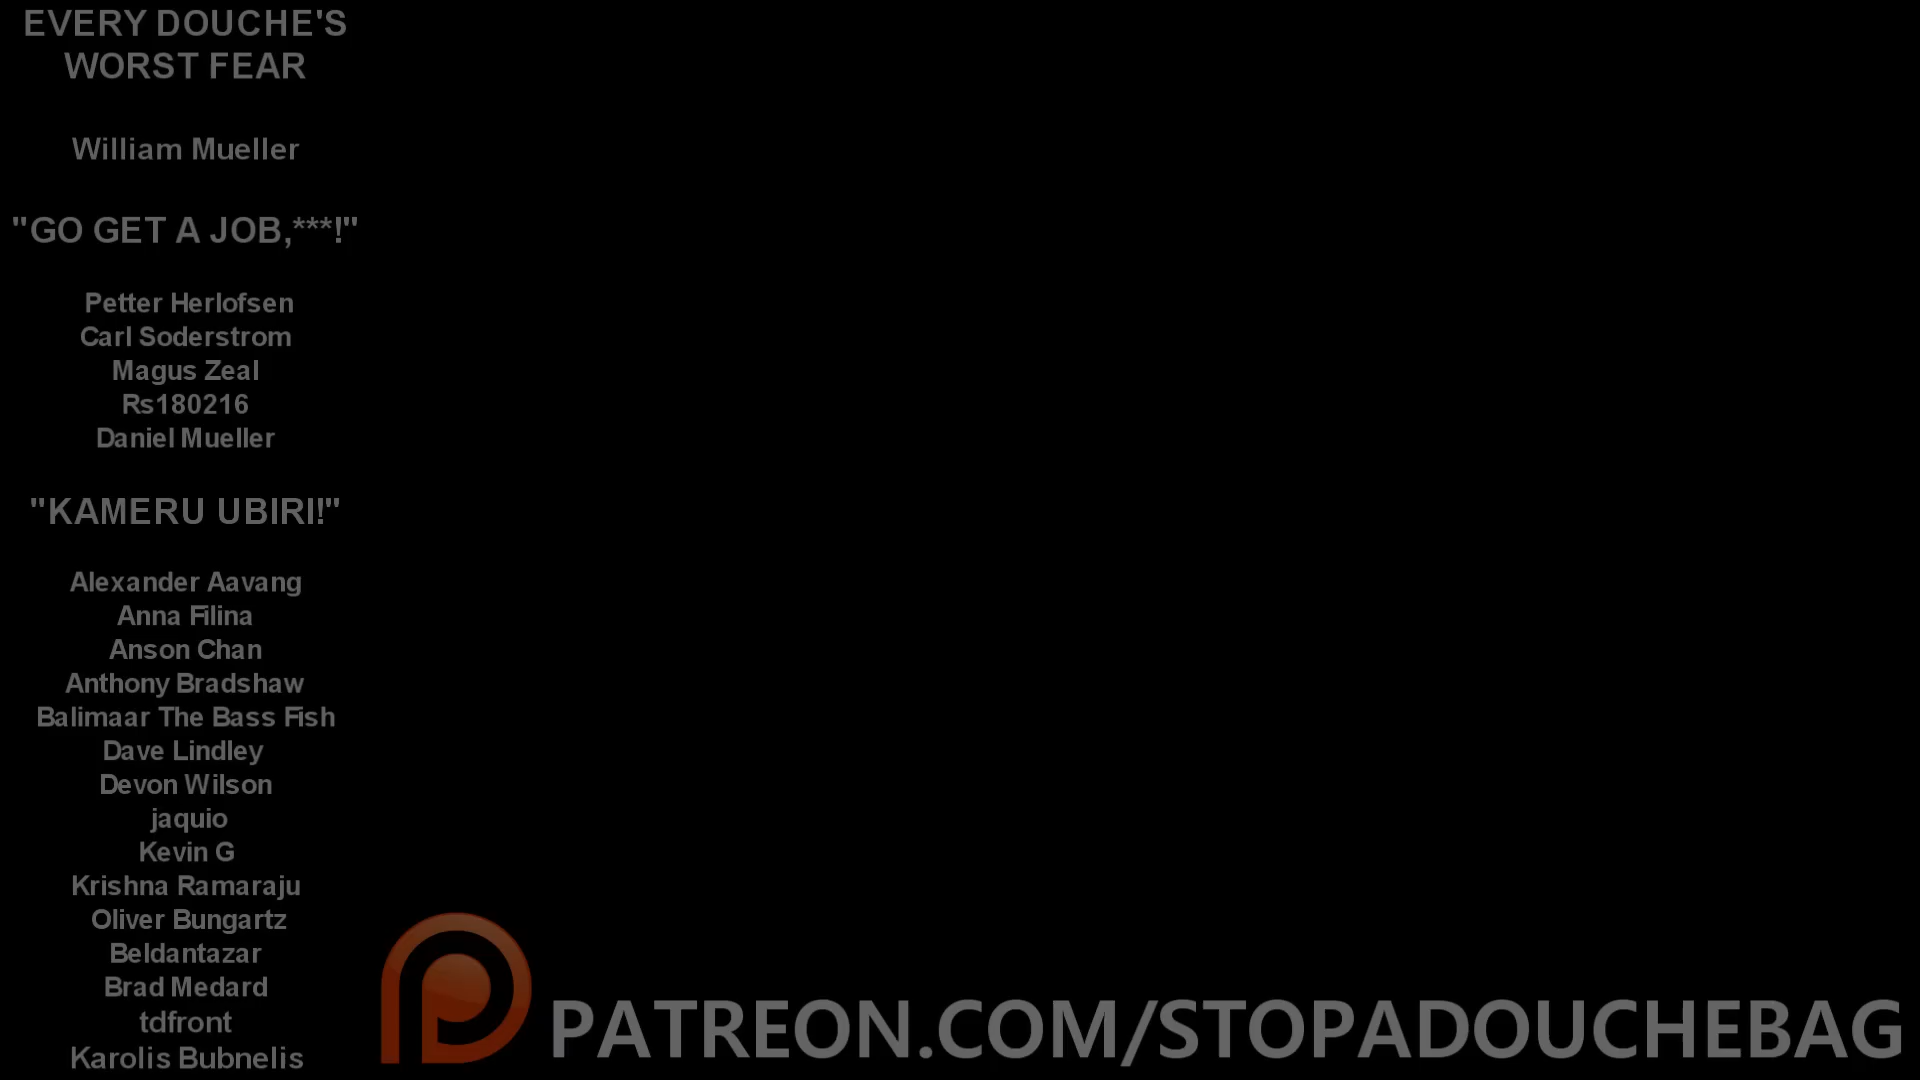 EVERY DOUCHE'S
WORST FEAR
William Mueller
"GO GET A JOB,***!"
Petter Herlofsen
Carl Soderstrom
Magus Zeal
Rs180216
Daniel Mueller
"KAMERU UBIRI!"
Alexander Aavang
Anna Filina
Anson Chan
Anthony Bradshaw
Balimaar The Bass Fish
Dave Lindley
Devon Wilson
jaquio
Kevin G
Krishna Ramaraju
Oliver Bungartz
Beldantazar
Brad Medard
tdfront
Karolis Bubnelis
PATREON.COM/STOPADOUCHEBAG